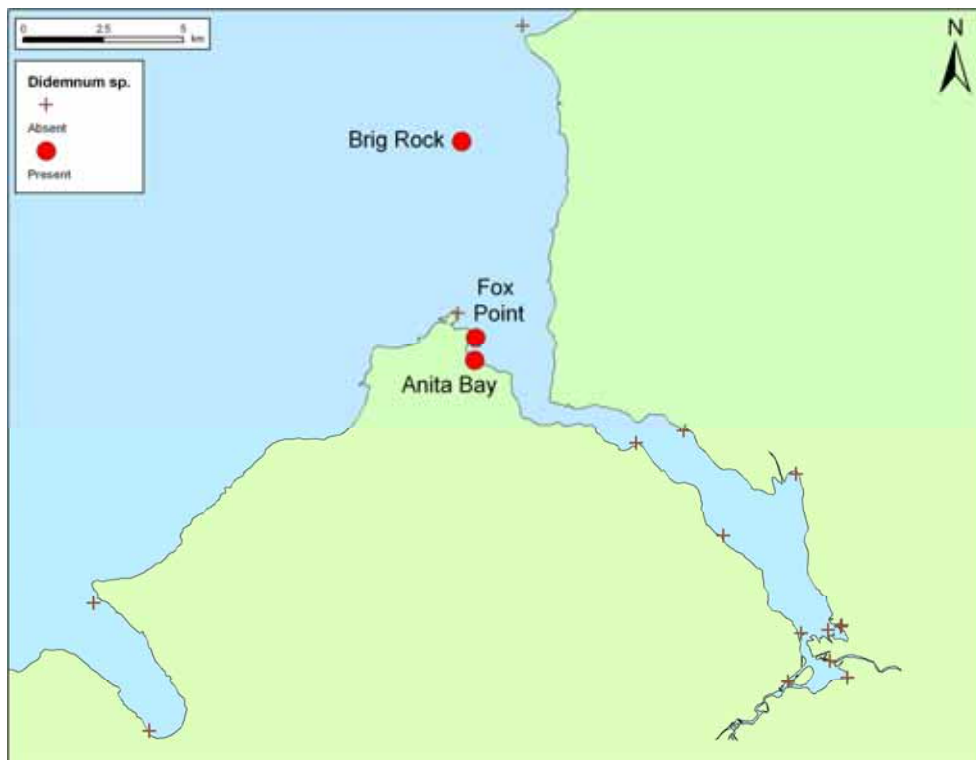 0 2.5 5
km
N
Didemnum sp.
Absent
Present
Brig Rock
Fox
Point
Anita Bay